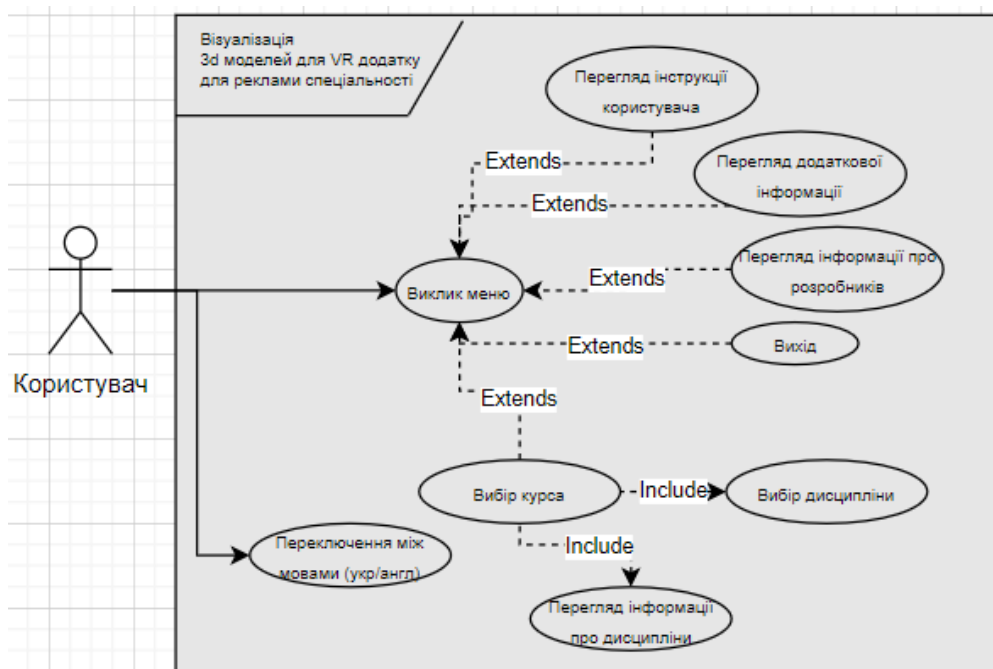 Візуалізація
3d моделей для VR додатку
для реклами спеціальності
Перегляд інструкції
користувача
Extends
Перегляд додаткової
інформації
Extends
Перегляд інформації про
розробників
Extends
Виклик меню
Extends
Вихід
Користувач
Extends
Вибір курса
Include
Вибір дисципліни
Include
Переключення між
мовами (укр/англ)
Перегляд інформації
про дисципліни